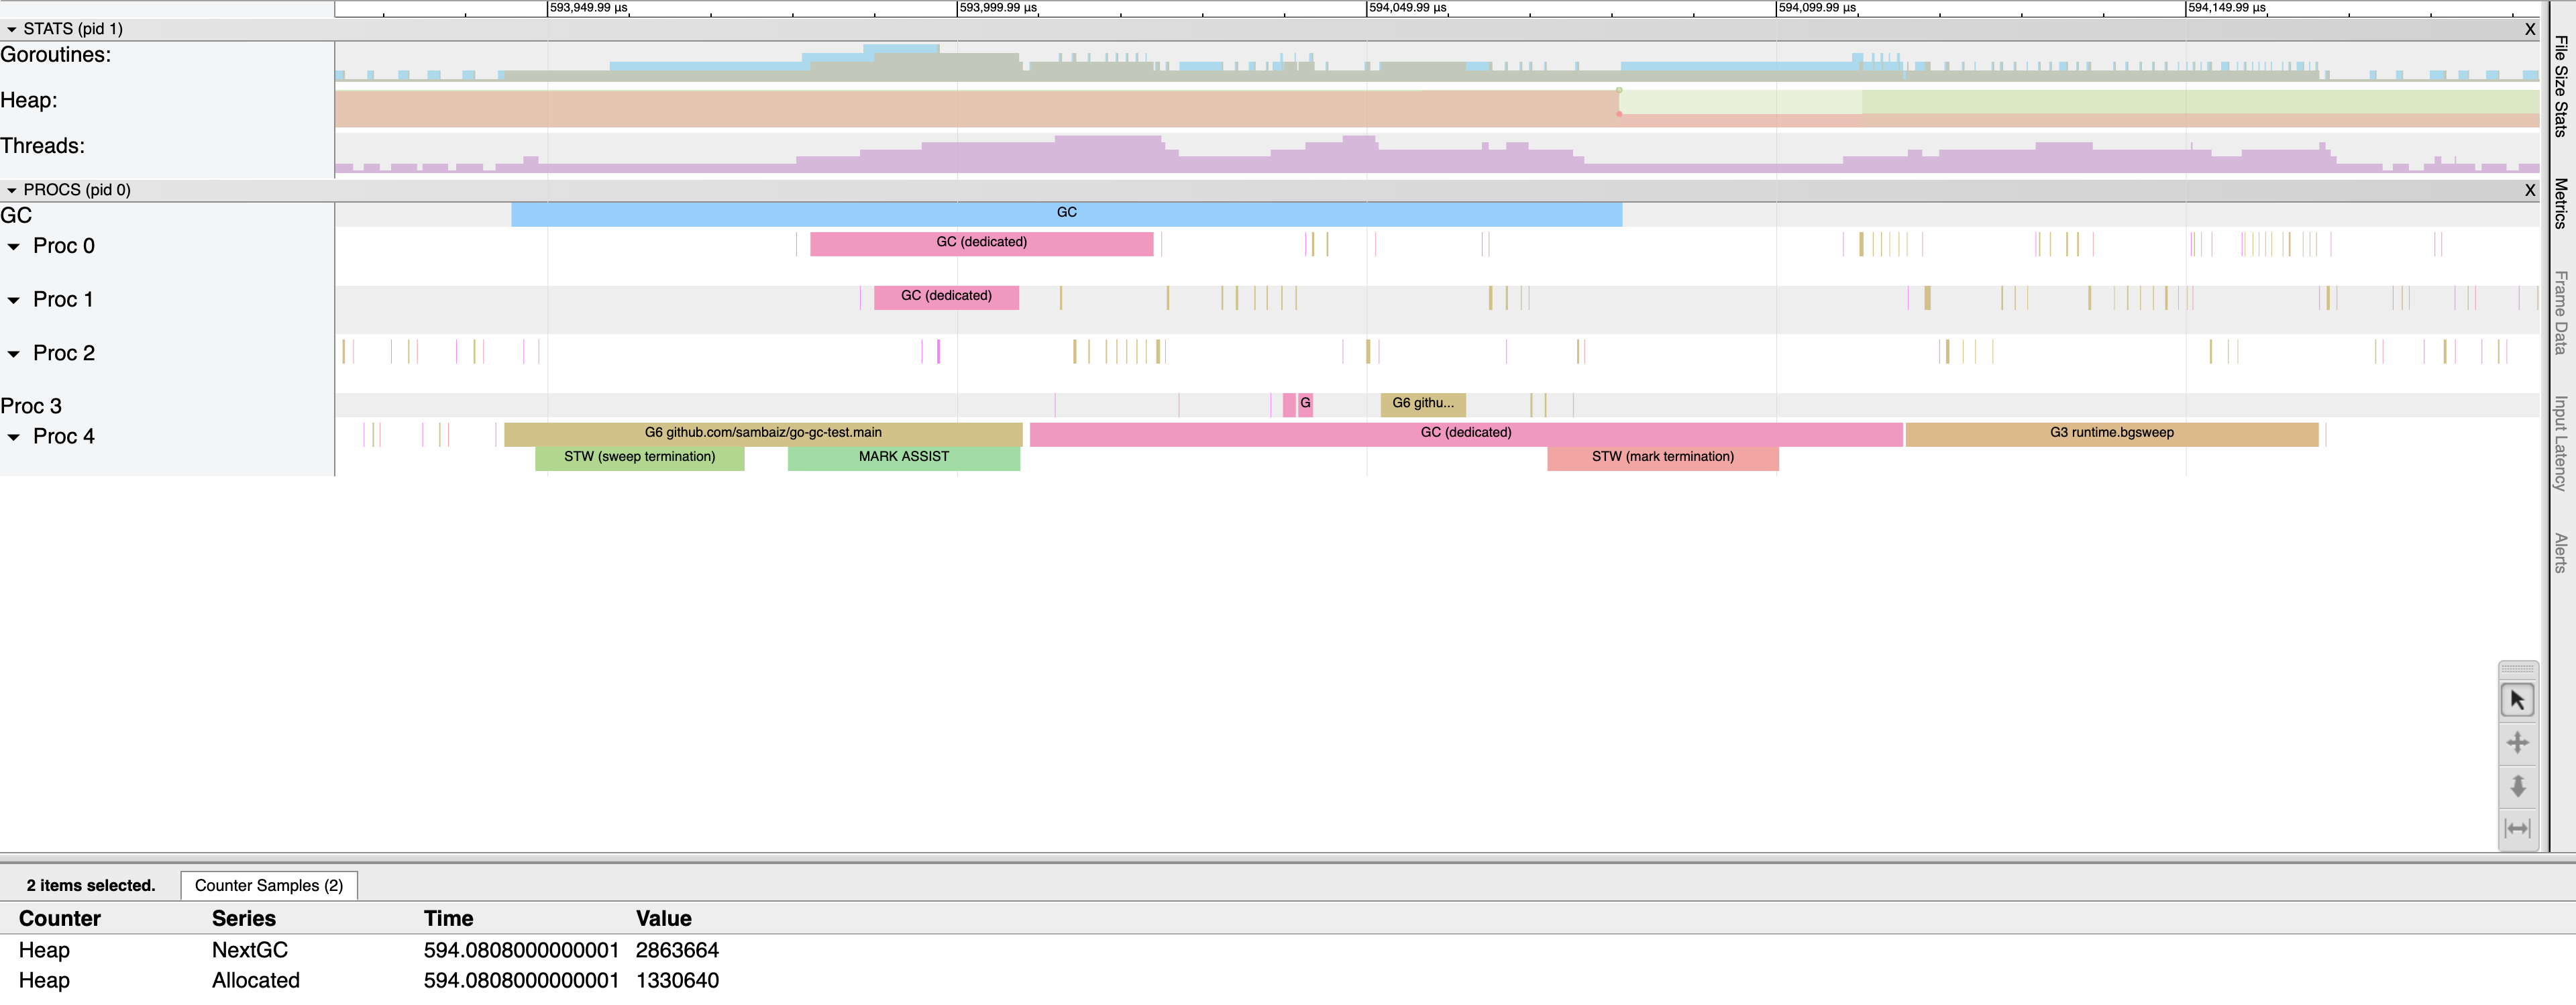 593,949.99 µs 593,999.99 µs 594,049.99 µs 594,099.99 µs 594,149.99 µs
STATS (pid 1) X
Goroutines:
Heap:
Threads:
PROCS (pid 0) X
GC GC
Proc 0 GC (dedicated)
Proc 1 GC (dedicated)
Proc 2
Proc 3 G G6 githu...
Proc 4 G6 github.com/sambaiz/go-gc-test.main GC (dedicated) G3 runtime.bgsweep
STW (sweep termination) MARK ASSIST STW (mark termination)
File Size Stats
Metrics
Frame Data
Input Latency
Alerts
2 items selected. Counter Samples (2)
Counter Series Time Value
Heap NextGC 594.0808000000001 2863664
Heap Allocated 594.0808000000001 1330640